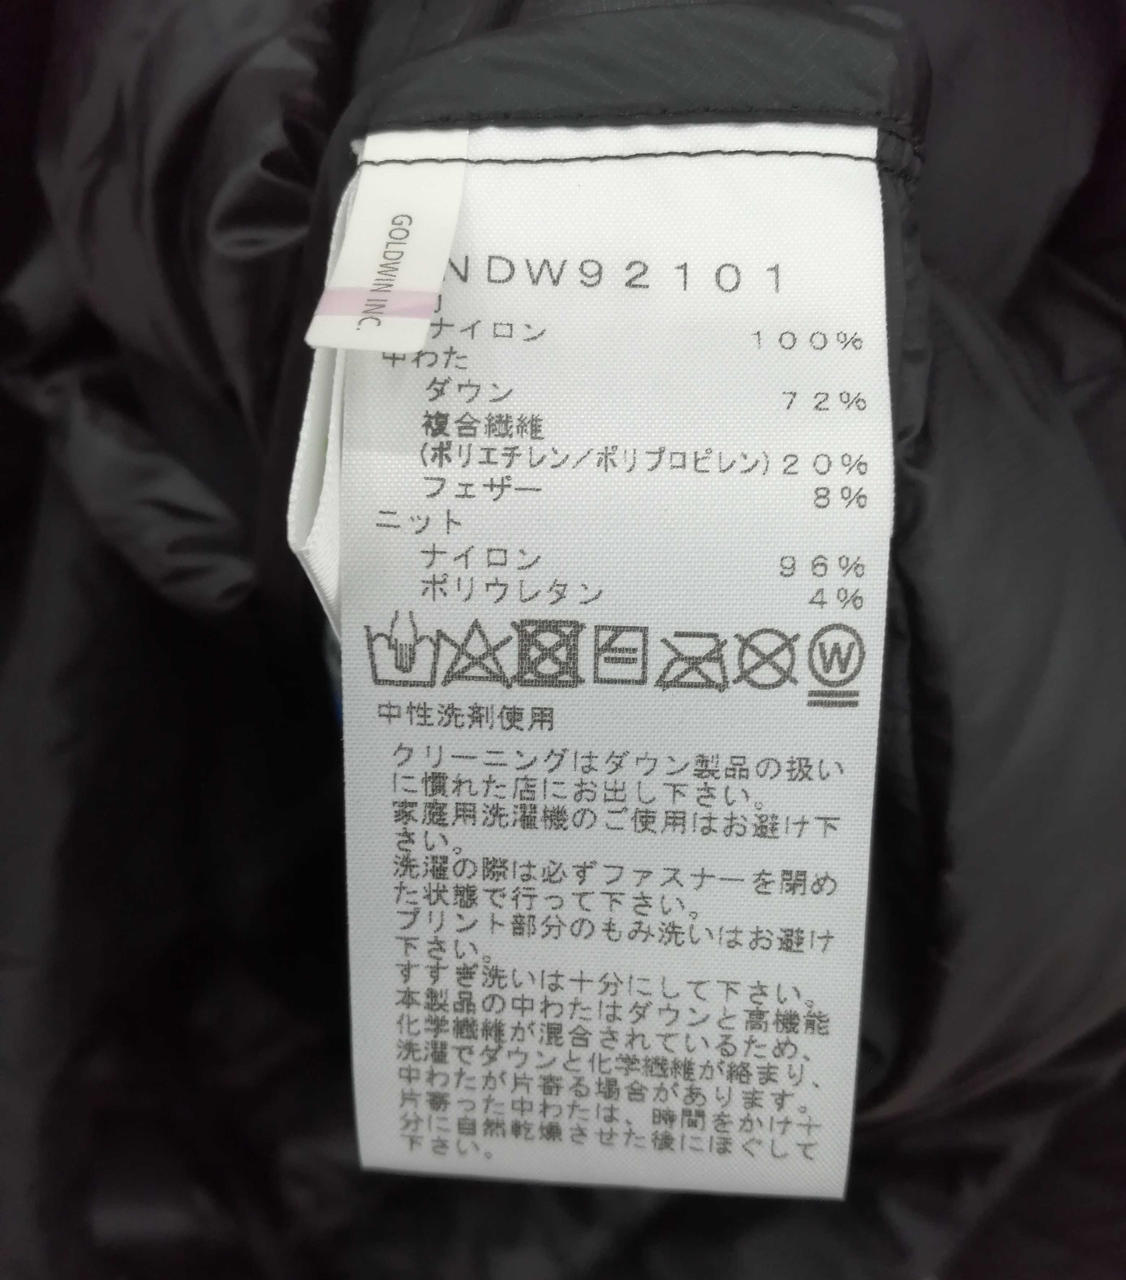 GOLDWIN INC.
NDW92101
ナイロン 100%
中わた
ダウン 72%
複合繊維
(ポリエチレン/ポリプロピレン) 20%
フェザー 8%
ニット
ナイロン 96%
ポリウレタン 4%
W
中性洗剤使用
クリーニングはダウン製品の扱い
に慣れた店にお出し下さい。
家庭用洗濯機のご使用はお避け下
さい。
洗濯の際は必ずファスナーを閉め
た状態で行って下さい。
プリント部分のもみ洗いはお避け
下さい。
すすぎ洗いは十分にして下さい。
本製品の中わたはダウンと高機能
化学繊維が混合されているため、
洗濯でダウンと化学繊維が絡まり、
中わたが片寄る場合があります。
片寄った中わたは、時間をかけ十
分に自然乾燥させた後にほぐして
下さい。